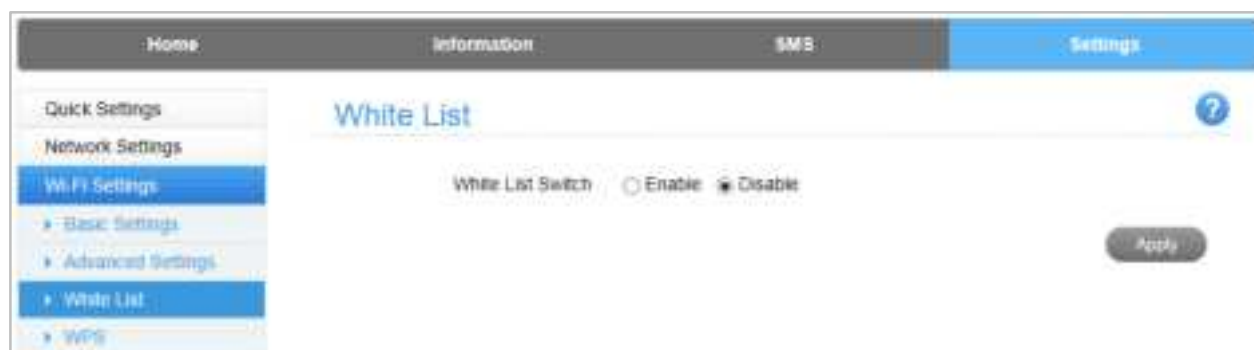 Home Information SMS Settings
Quick Settings
Network Settings
Wi-Fi Settings
Basic Settings
Advanced Settings
White List
WPS
White List
?
White List Switch Enable Disable
Apply